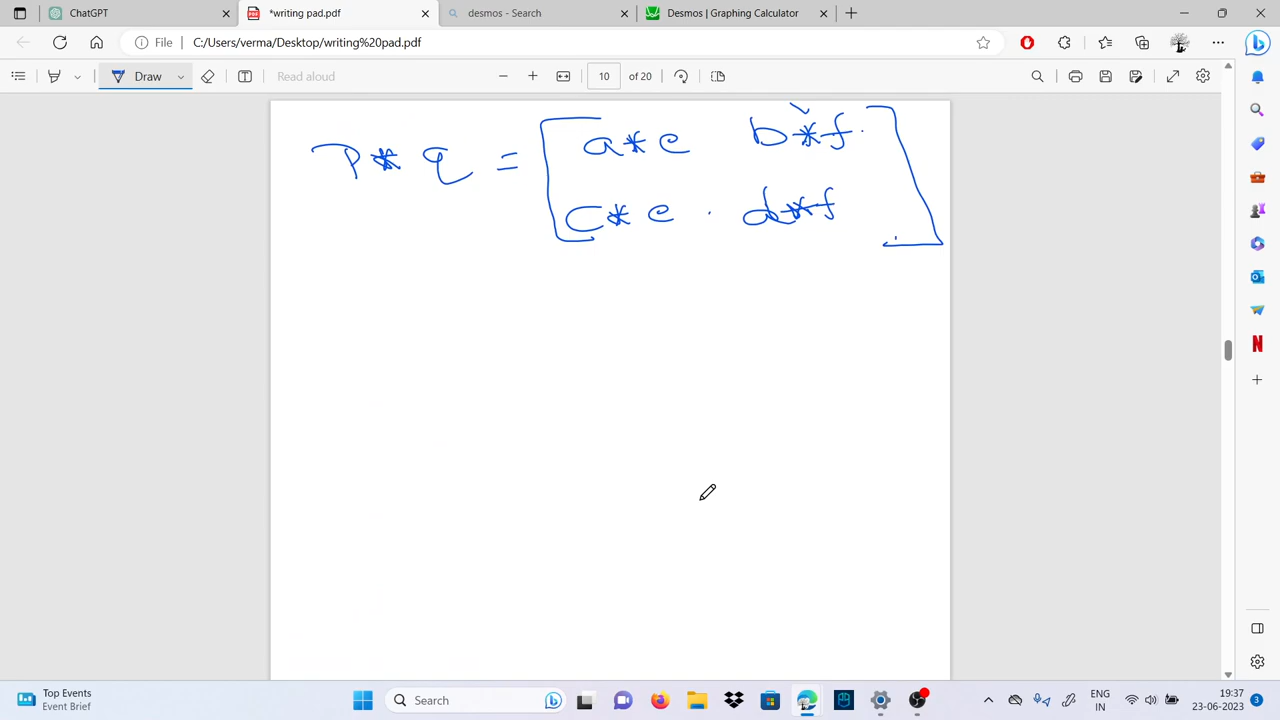 ChatGPT *writing pad.pdf desmos - Search Desmos | Graphing Calculator
File C:/Users/verma/Desktop/writing%20pad.pdf
Draw Read aloud 10 of 20
P * q = [ a*e b*f
c*e . d*f ]
Top Events
Event Brief
Search
ENG
IN
19:37
23-06-2023
3